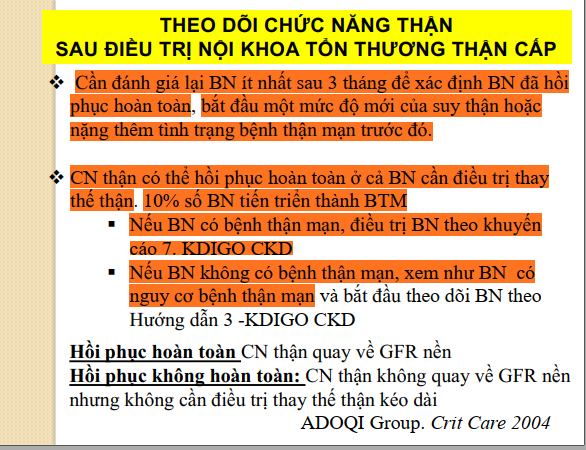 THEO DÕI CHỨC NĂNG THẬN
SAU ĐIỀU TRỊ NỘI KHOA TỔN THƯƠNG THẬN CẤP
❖ Cần đánh giá lại BN ít nhất sau 3 tháng để xác định BN đã hồi
phục hoàn toàn, bắt đầu một mức độ mới của suy thận hoặc
nặng thêm tình trạng bệnh thận mạn trước đó.
❖ CN thận có thể hồi phục hoàn toàn ở cả BN cần điều trị thay
thế thận. 10% số BN tiến triển thành BTM
▪ Nếu BN có bệnh thận mạn, điều trị BN theo khuyến
cáo 7. KDIGO CKD
▪ Nếu BN không có bệnh thận mạn, xem như BN có
nguy cơ bệnh thận mạn và bắt đầu theo dõi BN theo
Hướng dẫn 3 -KDIGO CKD
Hồi phục hoàn toàn CN thận quay về GFR nền
Hồi phục không hoàn toàn: CN thận không quay về GFR nền
nhưng không cần điều trị thay thế thận kéo dài
ADOQI Group. Crit Care 2004